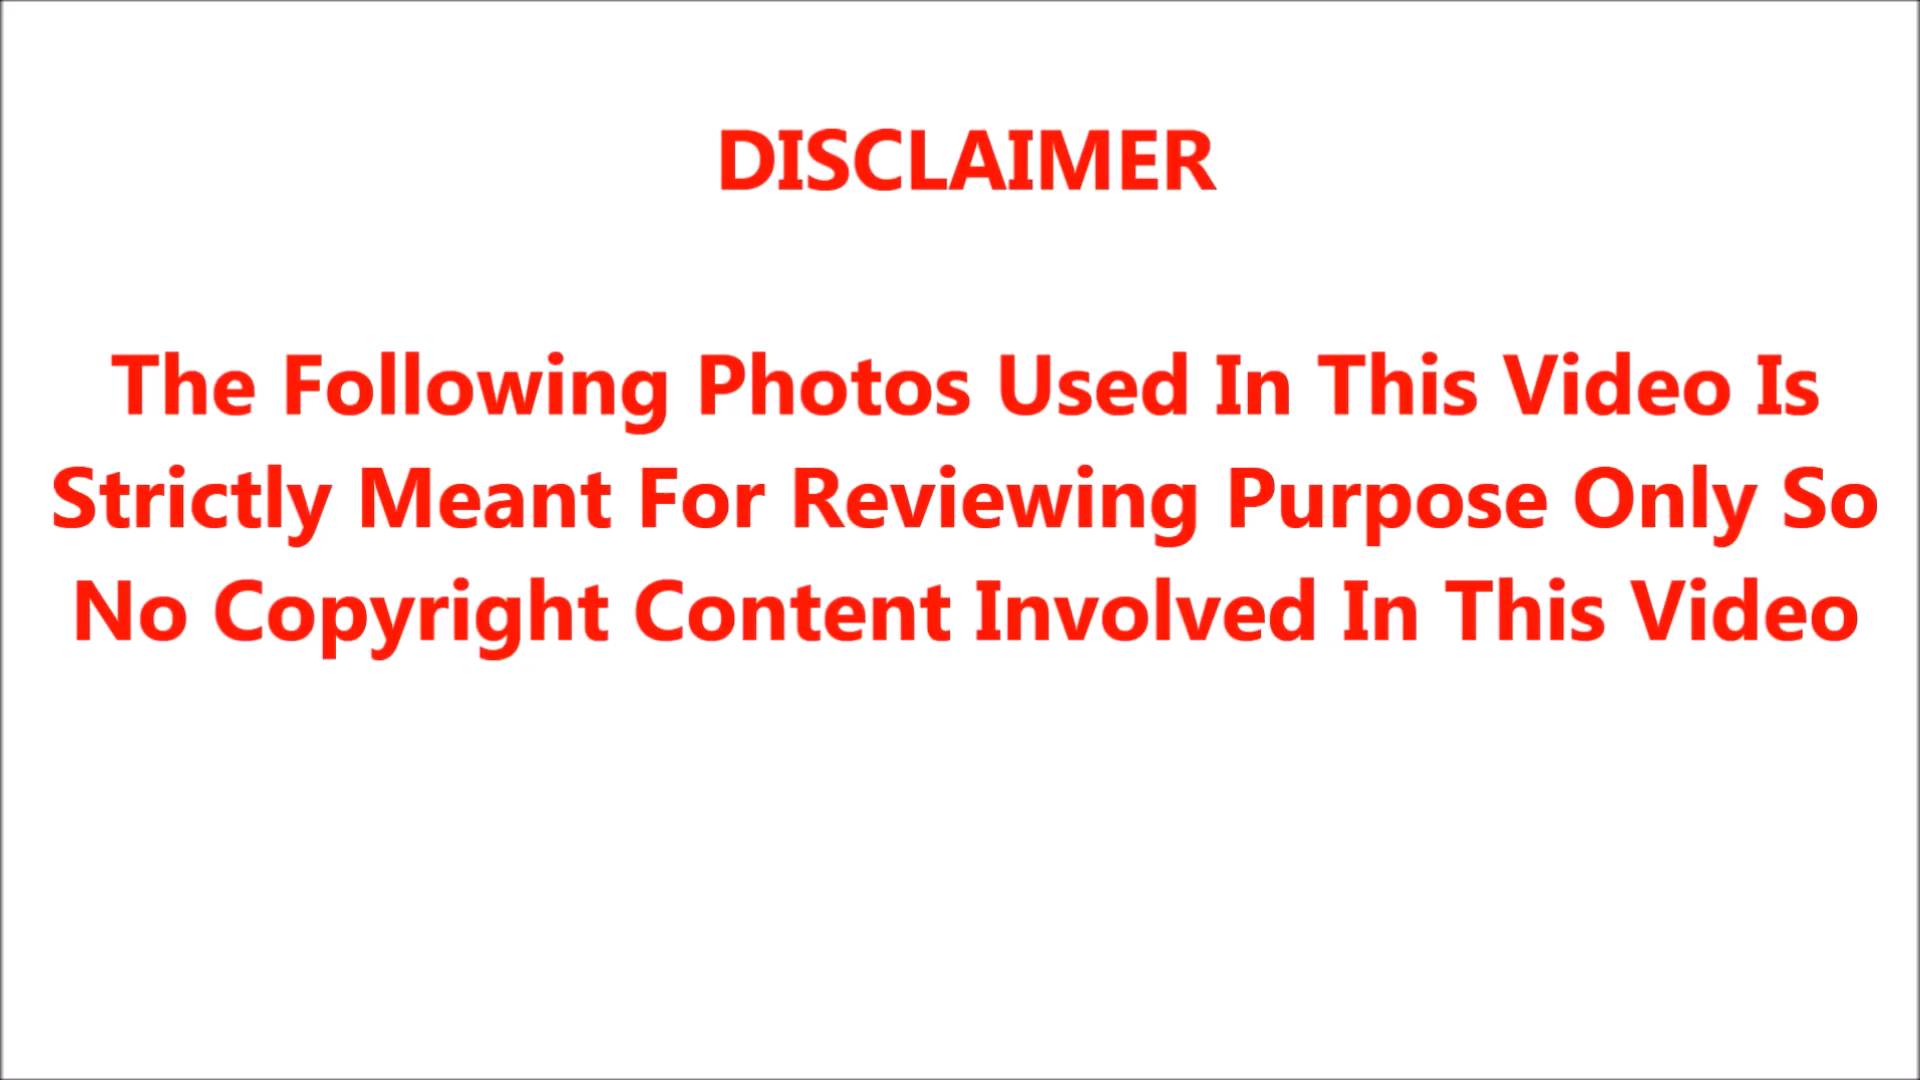 DISCLAIMER
The Following Photos Used In This Video Is
Strictly Meant For Reviewing Purpose Only So
No Copyright Content Involved In This Video